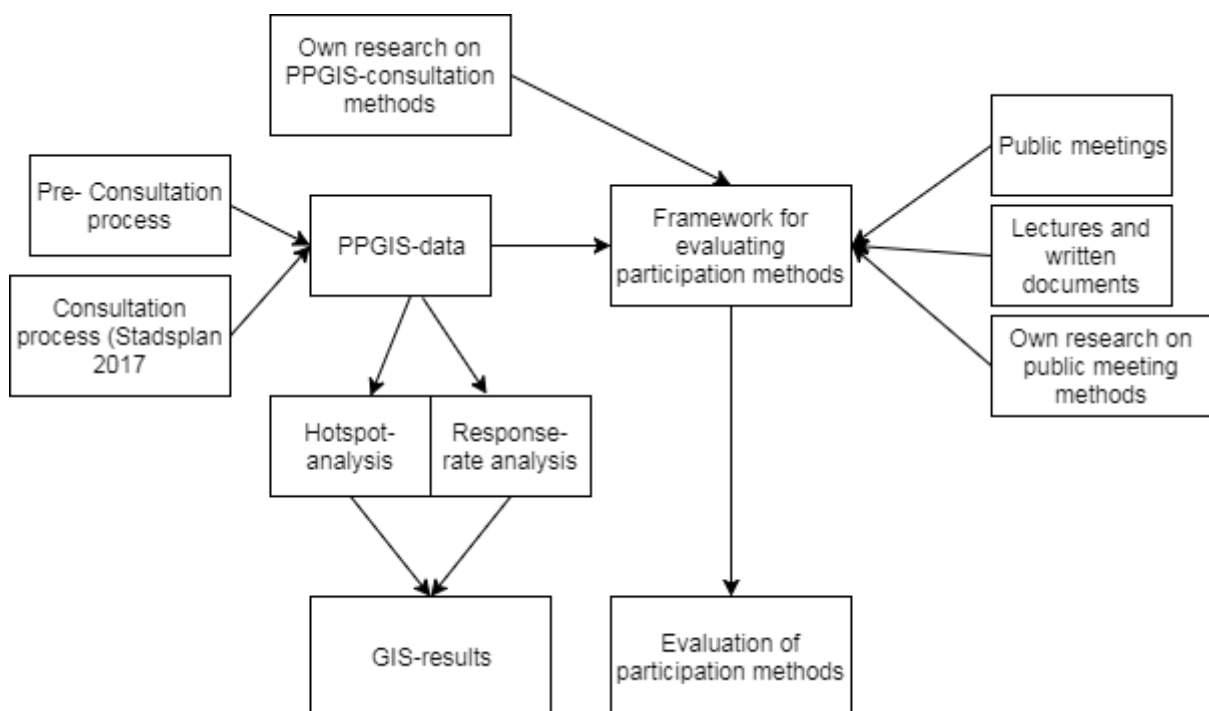 Own research on
PPGIS-consultation
methods
Public meetings
Pre- Consultation
process
Lectures and
written
documents
PPGIS-data
Framework for
evaluating
participation methods
Consultation
process (Stadsplan
2017
Own research on
public meeting
methods
Hotspot-
analysis
Response-
rate analysis
GIS-results
Evaluation of
participation methods